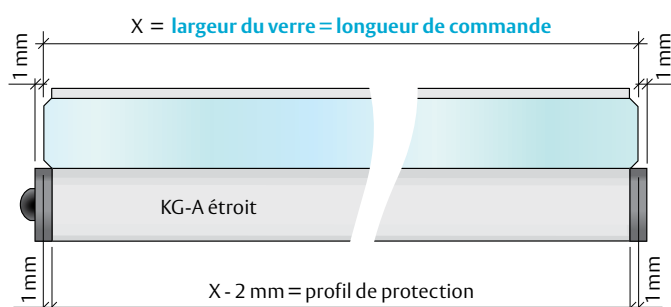 X = largeur du verre = longueur de commande
1 mm
1 mm
KG-A étroit
1 mm
X - 2 mm = profil de protection
1 mm